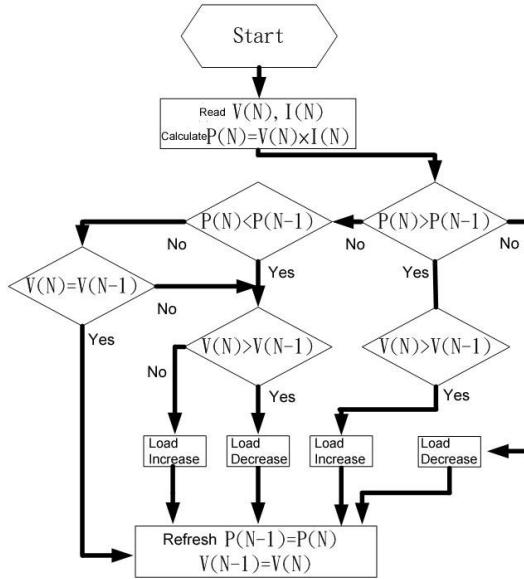 Start
Read V(N), I(N)
Calculate P(N)=V(N)×I(N)
P(N)<P(N-1)
P(N)>P(N-1)
No
No
No
Yes
Yes
V(N)=V(N-1)
No
Yes
V(N)>V(N-1)
V(N)>V(N-1)
No
Yes
Yes
Load
Increase
Load
Decrease
Load
Increase
Load
Decrease
Refresh P(N-1)=P(N)
V(N-1)=V(N)